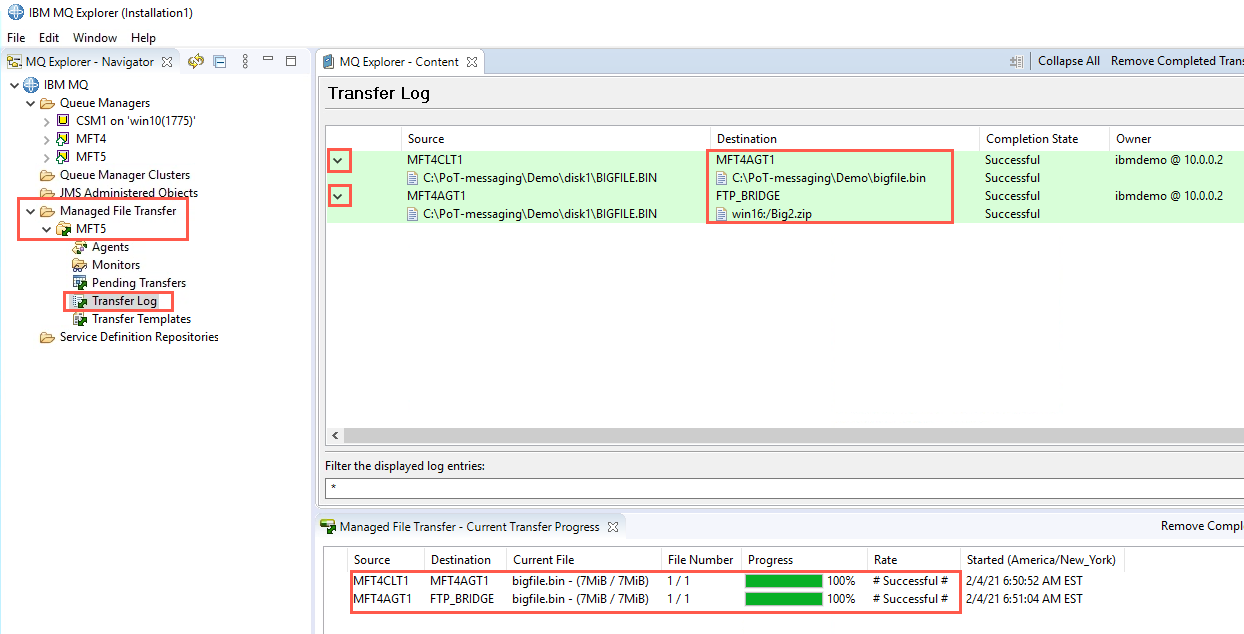 IBM MQ Explorer (Installation1)
File Edit Window Help
MQ Explorer - Navigator
IBM MQ
Queue Managers
CSM1 on 'win10(1775)'
MFT4
MFT5
Queue Manager Clusters
JMS Administered Objects
Managed File Transfer
MFT5
Agents
Monitors
Pending Transfers
Transfer Log
Transfer Templates
Service Definition Repositories
MQ Explorer - Content
Collapse All Remove Completed Trans
Transfer Log
Source Destination Completion State Owner
MFT4CLT1 MFT4AGT1 Successful ibmdemo @ 10.0.0.2
C:\PoT-messaging\Demo\disk1\BIGFILE.BIN C:\PoT-messaging\Demo\bigfile.bin Successful
MFT4AGT1 FTP_BRIDGE Successful ibmdemo @ 10.0.0.2
C:\PoT-messaging\Demo\disk1\BIGFILE.BIN win16:/Big2.zip Successful
Filter the displayed log entries:
*
Managed File Transfer - Current Transfer Progress
Remove Compl
Source Destination Current File File Number Progress Rate Started (America/New_York)
MFT4CLT1 MFT4AGT1 bigfile.bin - (7MiB / 7MiB) 1 / 1 100% # Successful # 2/4/21 6:50:52 AM EST
MFT4AGT1 FTP_BRIDGE bigfile.bin - (7MiB / 7MiB) 1 / 1 100% # Successful # 2/4/21 6:51:04 AM EST